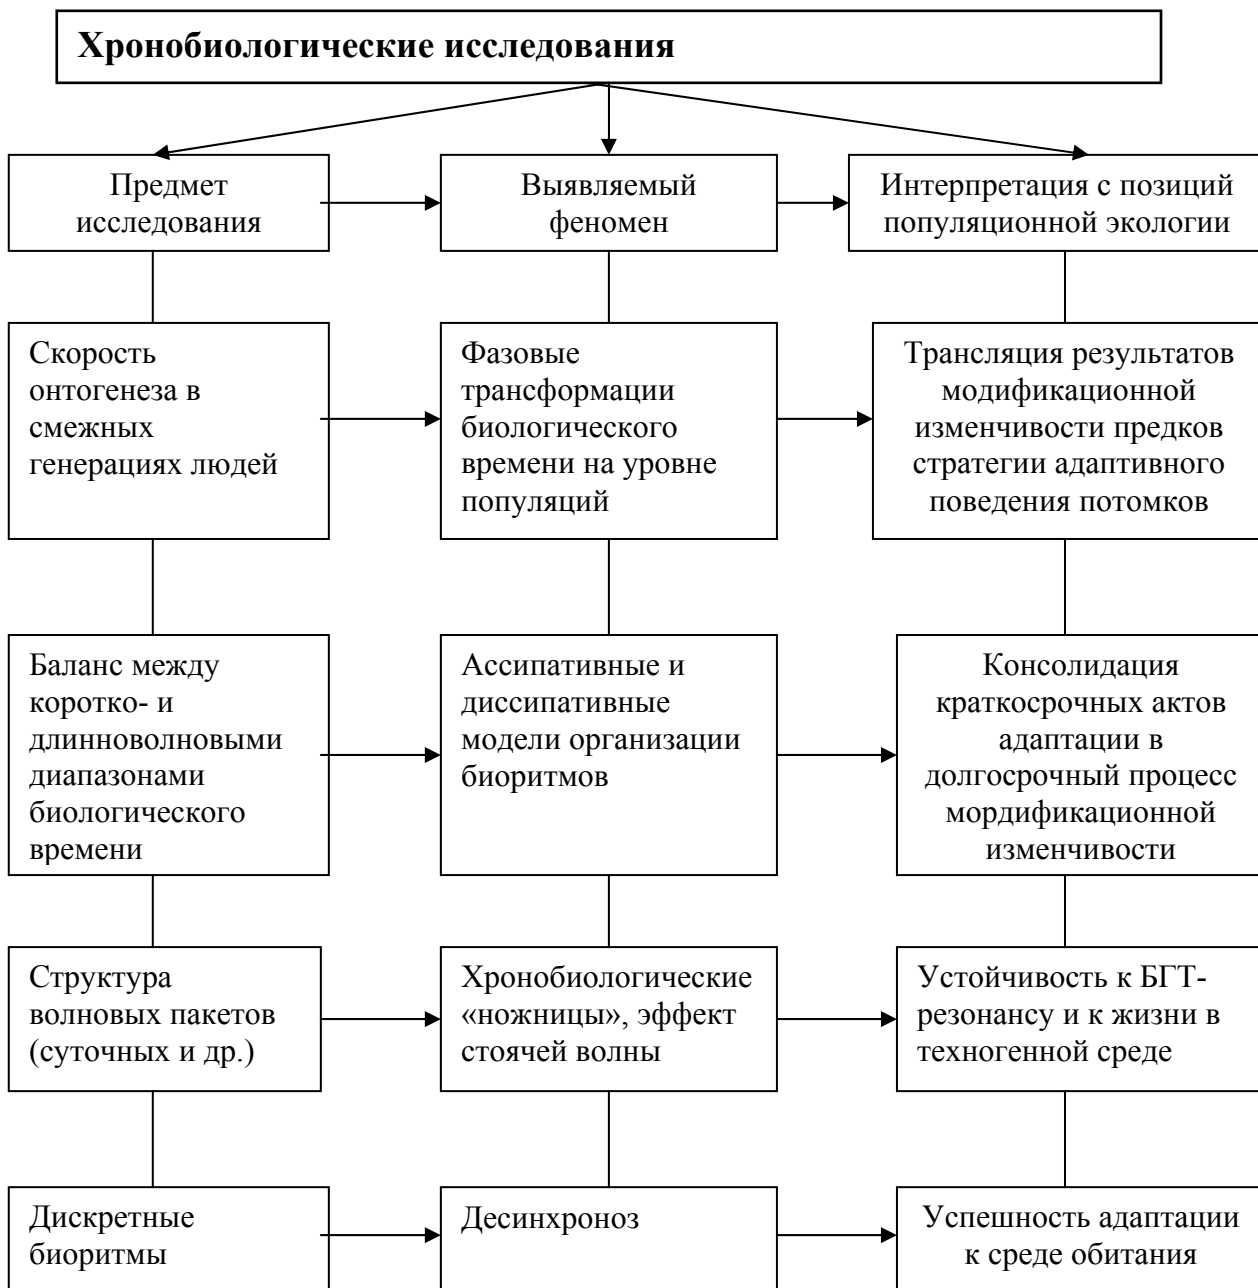 Хронобиологические исследования
Предмет
исследования
Выявляемый
феномен
Интерпретация с позиций
популяционной экологии
Скорость
онтогенеза в
смежных
генерациях людей
Фазовые
трансформации
биологического
времени на уровне
популяций
Трансляция результатов
модификационной
изменчивости предков
стратегии адаптивного
поведения потомков
Баланс между
коротко- и
длинноволновыми
диапазонами
биологического
времени
Ассипативные и
диссипативные
модели организации
биоритмов
Консолидация
краткосрочных актов
адаптации в
долгосрочный процесс
мордификационной
изменчивости
Структура
волновых пакетов
(суточных и др.)
Хронобиологические
«ножницы», эффект
стоячей волны
Устойчивость к БГТ-
резонансу и к жизни в
техногенной среде
Дискретные
биоритмы
Десинхроноз
Успешность адаптации
к среде обитания